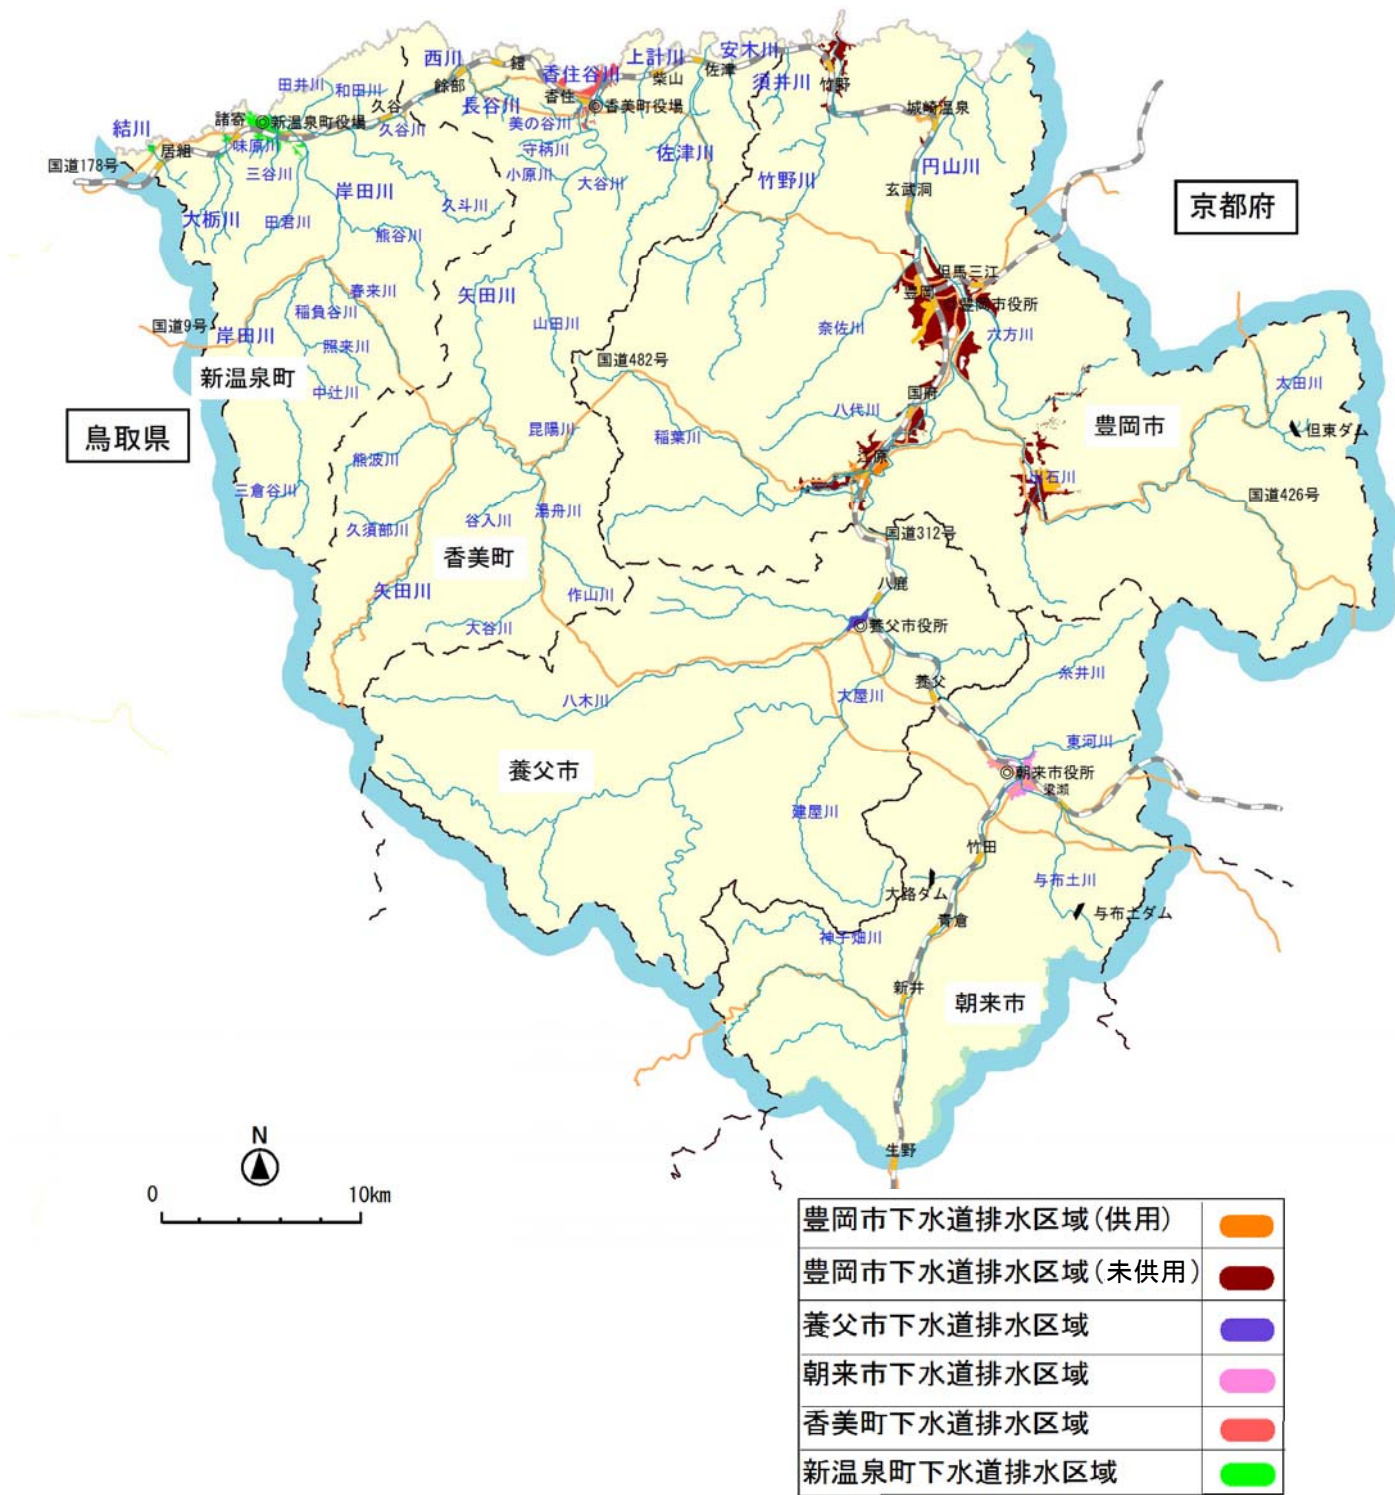 西川
鎧
上計川
安木川
田井川
和田川
餘部
香住谷川
柴山
佐津
須井川
竹野
久谷
長谷川
香住
香美町役場
城崎温泉
結川
諸寄
新温泉町役場
久谷川
美の谷川
国道178号
居組
味原川
守柄川
佐津川
三谷川
岸田川
小原川
大谷川
竹野川
円山川
玄武洞
京都府
大栃川
田君川
久斗川
熊谷川
但馬三江
春来川
矢田川
豊岡
豊岡市役所
稲負谷川
国道9号
岸田川
山田川
奈佐川
六方川
照来川
国道482号
新温泉町
中辻川
国府
太田川
鳥取県
昆陽川
稲葉川
八代川
豊岡市
但東ダム
熊波川
江原
出石川
三倉谷川
湯舟川
国道426号
久須部川
谷入川
国道312号
香美町
八鹿
矢田川
作山川
大谷川
養父市役所
養父
糸井川
八木川
大屋川
東河川
養父市
朝来市役所
梁瀬
建屋川
竹田
大路ダム
与布土川
青倉
与布土ダム
神子畑川
新井
朝来市
生野
N
0 10km
豊岡市下水道排水区域(供用)
豊岡市下水道排水区域(未供用)
養父市下水道排水区域
朝来市下水道排水区域
香美町下水道排水区域
新温泉町下水道排水区域